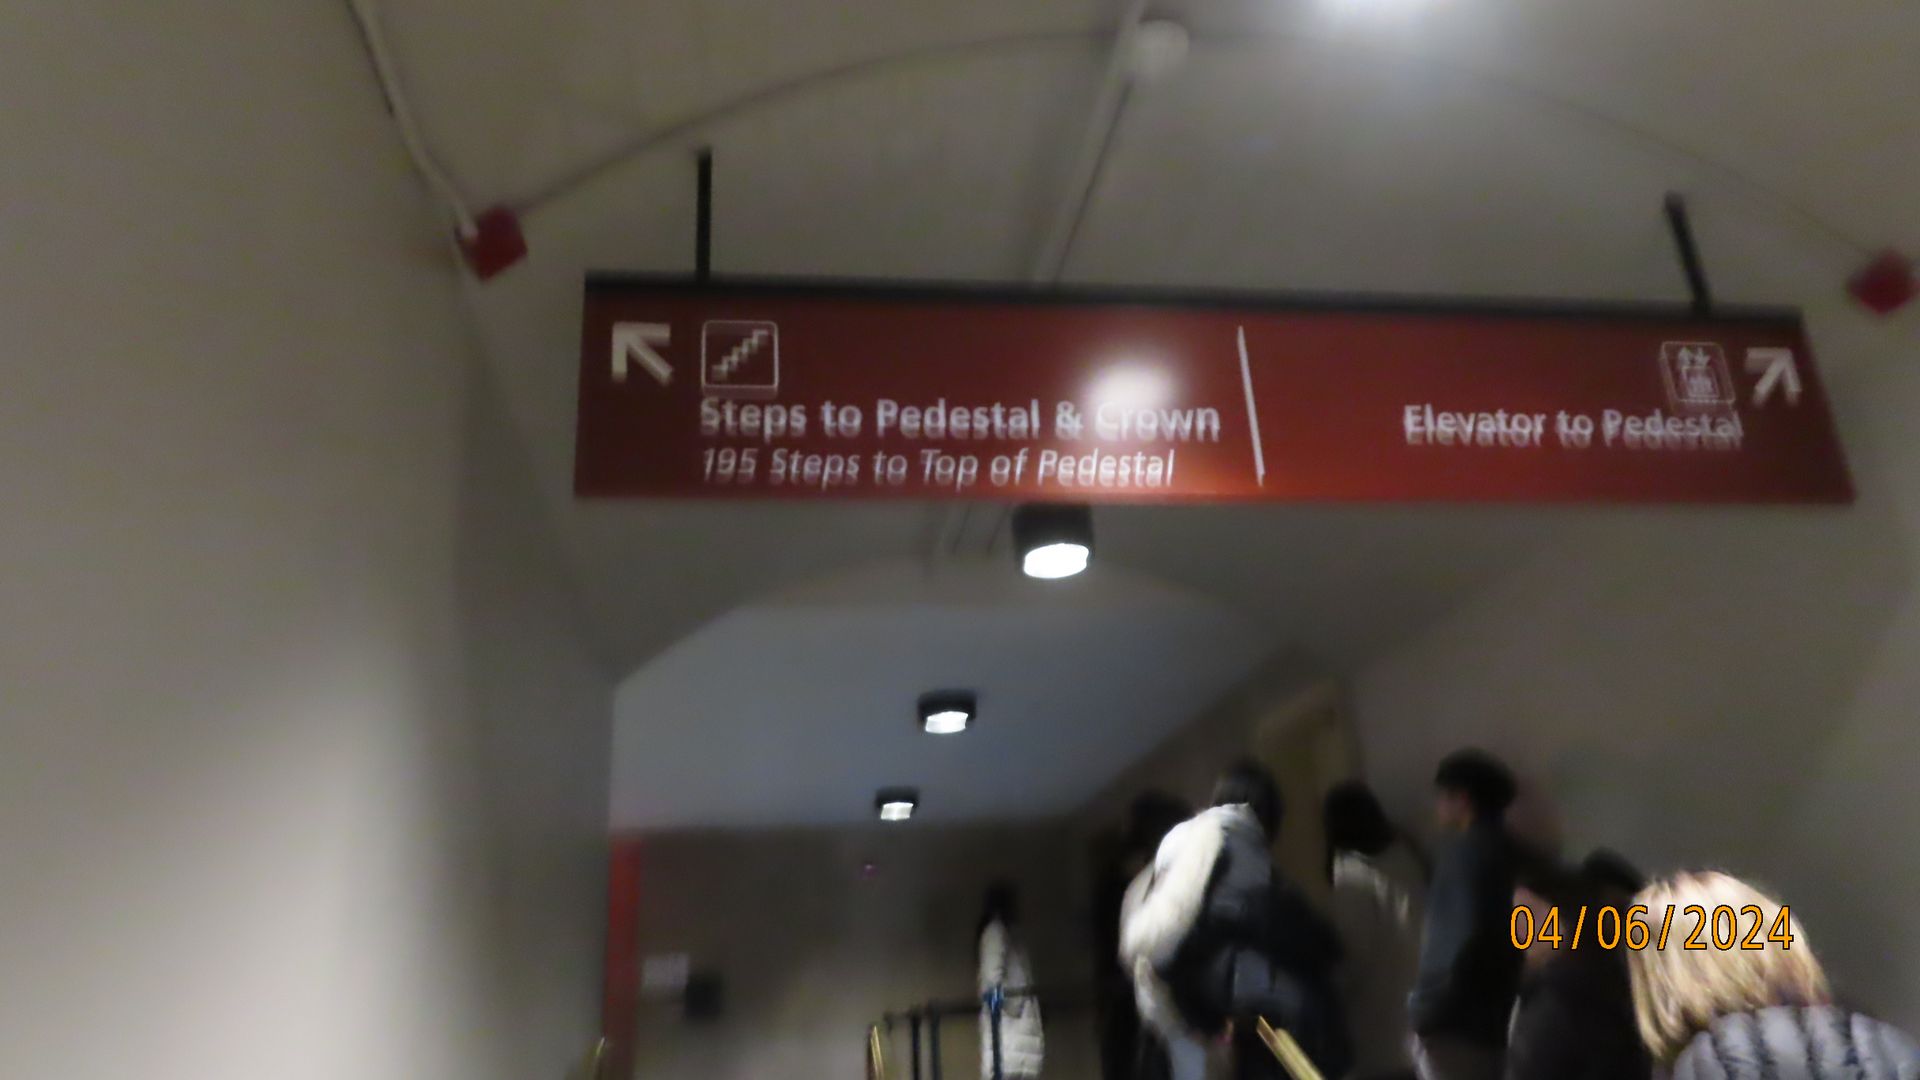 Steps to Pedestal & Crown
195 Steps to Top of Pedestal
Elevator to Pedestal
04/06/2024